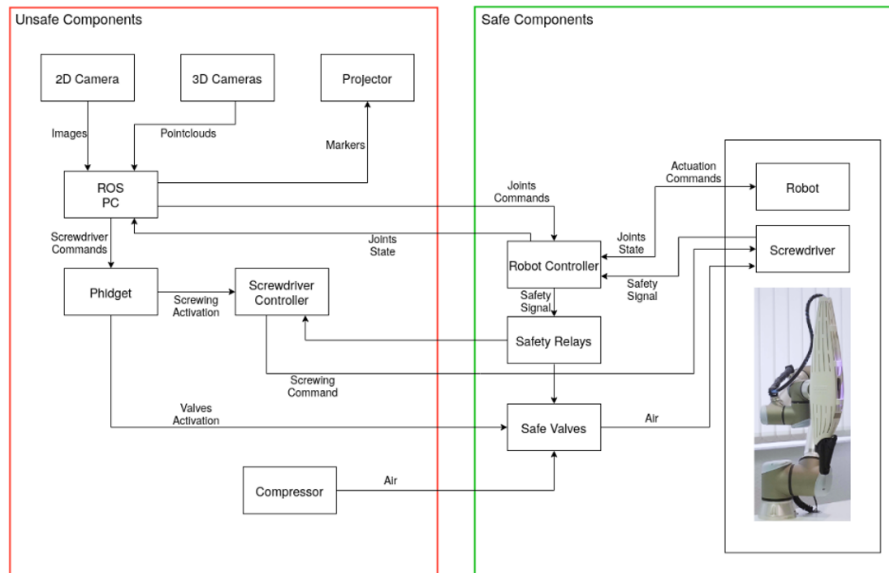 Unsafe Components
Safe Components
2D Camera
3D Cameras
Projector
Images
Pointclouds
Markers
ROS
PC
Joints
Commands
Actuation
Commands
Robot
Screwdriver
Commands
Joints
State
Robot Controller
Joints
State
Screwdriver
Safety
Signal
Phidget
Screwing
Activation
Screwdriver
Controller
Safety
Signal
Safety Relays
Screwing
Command
Valves
Activation
Safe Valves
Air
Compressor
Air